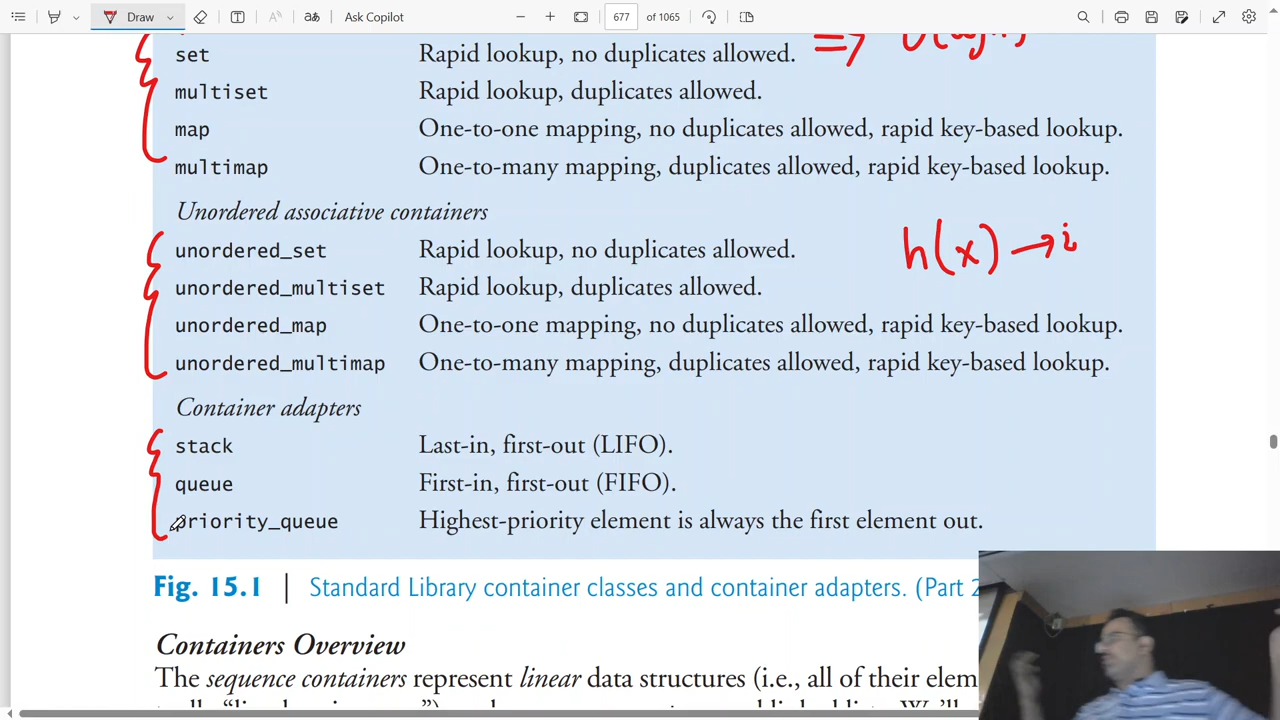 Draw
Ask Copilot
677 of 1065
set Rapid lookup, no duplicates allowed. ⇒
multiset Rapid lookup, duplicates allowed.
map One-to-one mapping, no duplicates allowed, rapid key-based lookup.
multimap One-to-many mapping, duplicates allowed, rapid key-based lookup.
Unordered associative containers
unordered_set Rapid lookup, no duplicates allowed. h(x) → i
unordered_multiset Rapid lookup, duplicates allowed.
unordered_map One-to-one mapping, no duplicates allowed, rapid key-based lookup.
unordered_multimap One-to-many mapping, duplicates allowed, rapid key-based lookup.
Container adapters
stack Last-in, first-out (LIFO).
queue First-in, first-out (FIFO).
priority_queue Highest-priority element is always the first element out.
Fig. 15.1 | Standard Library container classes and container adapters. (Part 2
Containers Overview
The sequence containers represent linear data structures (i.e., all of their elem